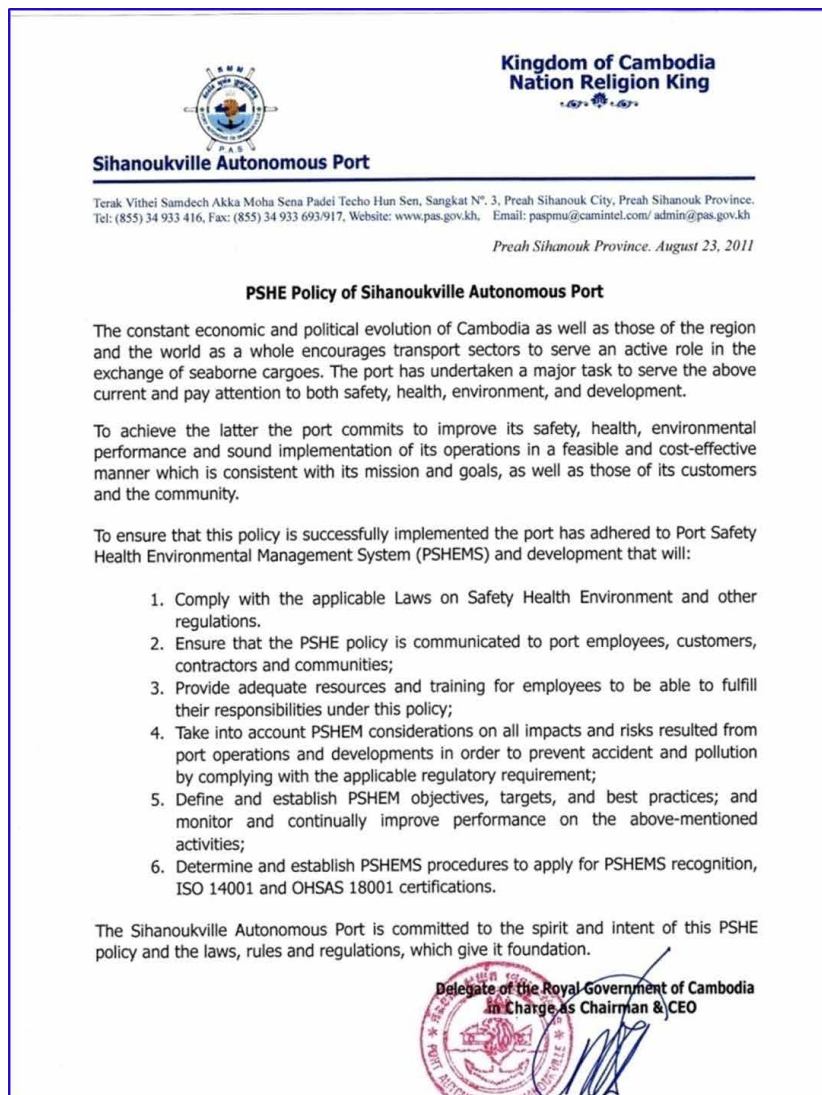 Kingdom of Cambodia
Nation Religion King
P.A.S
Sihanoukville Autonomous Port
Terak Vithei Samdech Akka Moha Sena Padei Techo Hun Sen, Sangkat Nº. 3, Preah Sihanouk City, Preah Sihanouk Province.
Tel: (855) 34 933 416, Fax: (855) 34 933 693/917, Website: www.pas.gov.kh, Email: paspmu@camintel.com/ admin@pas.gov.kh
Preah Sihanouk Province. August 23, 2011
PSHE Policy of Sihanoukville Autonomous Port
The constant economic and political evolution of Cambodia as well as those of the region
and the world as a whole encourages transport sectors to serve an active role in the
exchange of seaborne cargoes. The port has undertaken a major task to serve the above
current and pay attention to both safety, health, environment, and development.
To achieve the latter the port commits to improve its safety, health, environmental
performance and sound implementation of its operations in a feasible and cost-effective
manner which is consistent with its mission and goals, as well as those of its customers
and the community.
To ensure that this policy is successfully implemented the port has adhered to Port Safety
Health Environmental Management System (PSHEMS) and development that will:
1. Comply with the applicable Laws on Safety Health Environment and other
regulations.
2. Ensure that the PSHE policy is communicated to port employees, customers,
contractors and communities;
3. Provide adequate resources and training for employees to be able to fulfill
their responsibilities under this policy;
4. Take into account PSHEM considerations on all impacts and risks resulted from
port operations and developments in order to prevent accident and pollution
by complying with the applicable regulatory requirement;
5. Define and establish PSHEM objectives, targets, and best practices; and
monitor and continually improve performance on the above-mentioned
activities;
6. Determine and establish PSHEMS procedures to apply for PSHEMS recognition,
ISO 14001 and OHSAS 18001 certifications.
The Sihanoukville Autonomous Port is committed to the spirit and intent of this PSHE
policy and the laws, rules and regulations, which give it foundation.
Delegate of the Royal Government of Cambodia
in Charge as Chairman & CEO